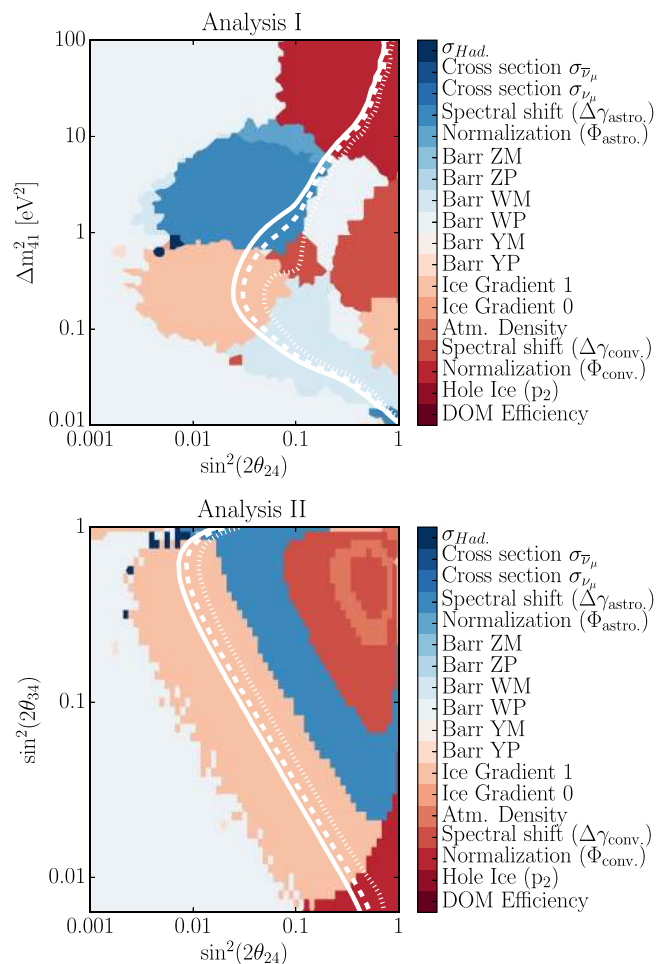 Analysis I
100
10
1
0.1
0.01
Δm²₄₁ [eV²]
0.001 0.01 0.1 1
sin²(2θ₂₄)
σ_Had.
Cross section σ_ν̅_μ
Cross section σ_ν_μ
Spectral shift (Δγ_astro.)
Normalization (Φ_astro.)
Barr ZM
Barr ZP
Barr WM
Barr WP
Barr YM
Barr YP
Ice Gradient 1
Ice Gradient 0
Atm. Density
Spectral shift (Δγ_conv.)
Normalization (Φ_conv.)
Hole Ice (p₂)
DOM Efficiency
Analysis II
1
0.1
0.01
sin²(2θ₃₄)
0.001 0.01 0.1 1
sin²(2θ₂₄)
σ_Had.
Cross section σ_ν̅_μ
Cross section σ_ν_μ
Spectral shift (Δγ_astro.)
Normalization (Φ_astro.)
Barr ZM
Barr ZP
Barr WM
Barr WP
Barr YM
Barr YP
Ice Gradient 1
Ice Gradient 0
Atm. Density
Spectral shift (Δγ_conv.)
Normalization (Φ_conv.)
Hole Ice (p₂)
DOM Efficiency